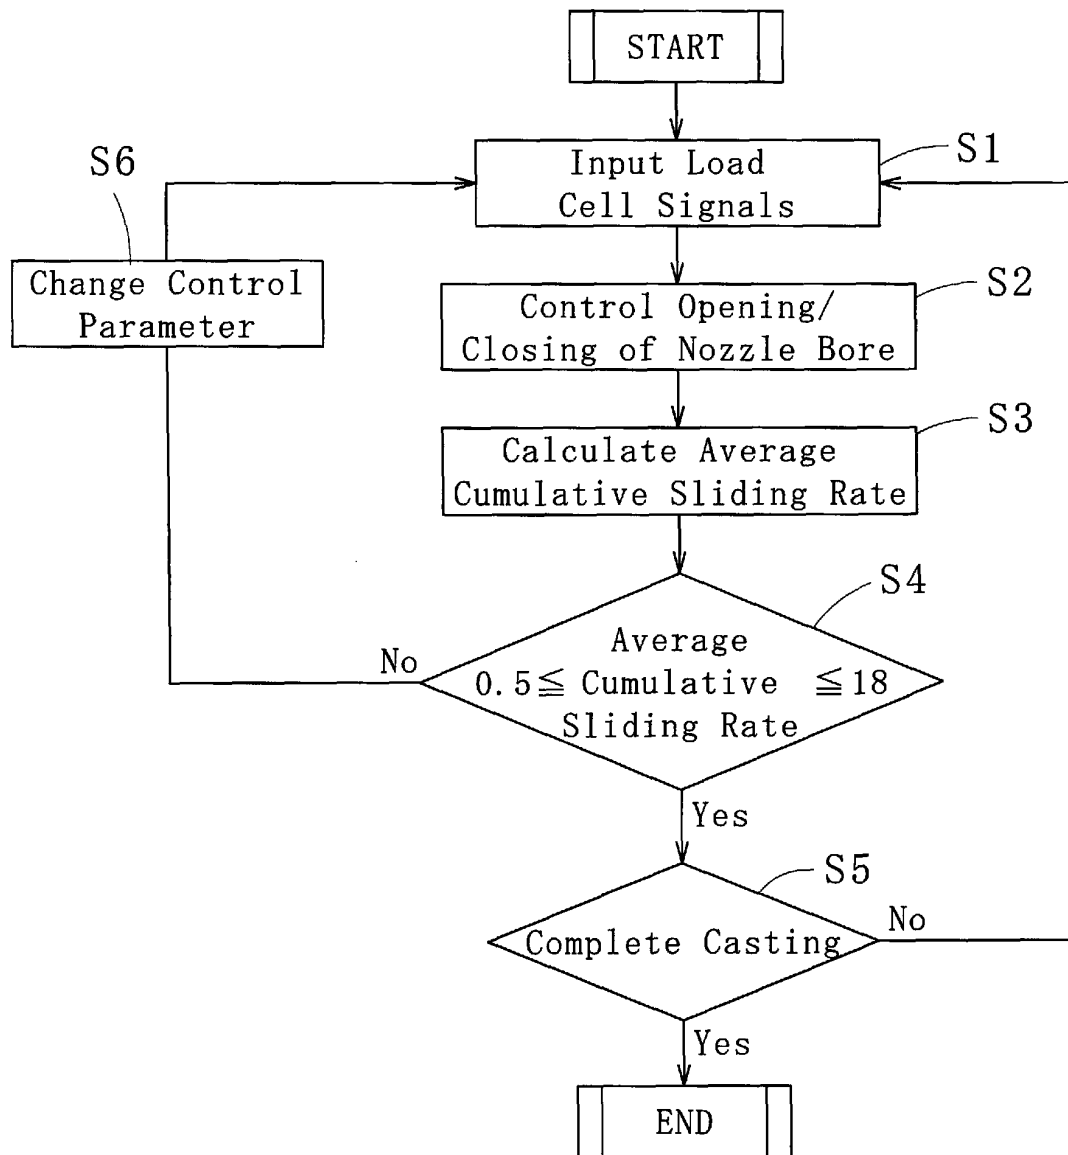 START
S1
Input Load
Cell Signals
S6
Change Control
Parameter
S2
Control Opening/
Closing of Nozzle Bore
S3
Calculate Average
Cumulative Sliding Rate
S4
No
Average
0.5≦ Cumulative ≦18
Sliding Rate
Yes
S5
No
Complete Casting
Yes
END